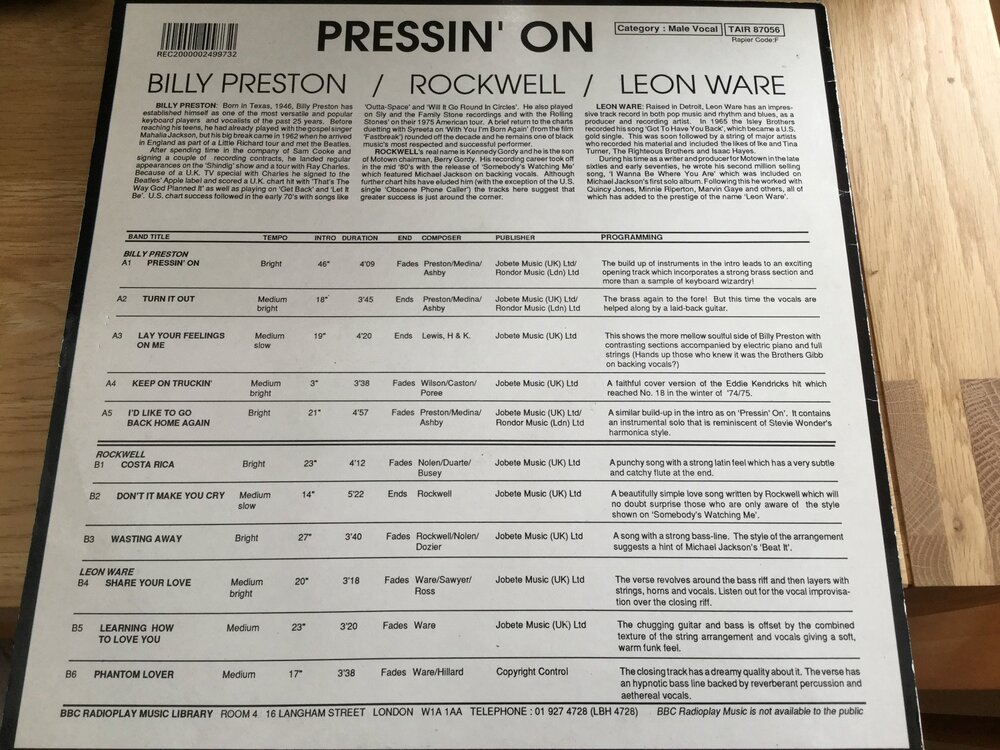 PRESSIN' ON
Category : Male Vocal TAIR 87056
Rapier Code:F
REC2000002499732
BILLY PRESTON / ROCKWELL / LEON WARE
BILLY PRESTON: Born in Texas, 1946, Billy Preston has
established himself as one of the most versatile and popular
keyboard players and vocalists of the past 25 years. Before
reaching his teens, he had already played with the gospel singer
Mahalia Jackson, but his big break came in 1962 when he arrived
in England as part of a Little Richard tour and met the Beatles.
After spending time in the company of Sam Cooke and
signing a couple of recording contracts, he landed regular
appearances on the 'Shindig' show and a tour with Ray Charles.
Because of a U.K. TV special with Charles he signed to the
Beatles' Apple label and scored a U.K. chart hit with 'That's The
Way God Planned It' as well as playing on 'Get Back' and 'Let It
Be'. U.S. chart success followed in the early 70's with songs like
'Outta-Space' and 'Will It Go Round In Circles'. He also played
on Sly and the Family Stone recordings and with the Rolling
Stones' on their 1975 American tour. A brief return to the charts
duetting with Syreeta on 'With You I'm Born Again' (from the film
'Fastbreak') rounded off the decade and he remains one of black
music's most respected and successful performer.
ROCKWELL's real name is Kennedy Gordy and he is the son
of Motown chairman, Berry Gordy. His recording career took off
in the mid '80's with the release of 'Somebody's Watching Me'
which featured Michael Jackson on backing vocals. Although
further chart hits have eluded him (with the exception of the U.S.
single 'Obscene Phone Caller') the tracks here suggest that
greater success is just around the corner.
LEON WARE: Raised in Detroit, Leon Ware has an impres-
sive track record in both pop music and rhythm and blues, as a
producer and recording artist. In 1965 the Isley Brothers
recorded his song 'Got To Have You Back', which became a U.S.
gold single. This was soon followed by a string of major artists
who recorded his material and included the likes of Ike and Tina
Turner, The Righteous Brothers and Isaac Hayes.
During his time as a writer and producer for Motown in the late
sixties and early seventies, he wrote his second million selling
song, 'I Wanna Be Where You Are' which was included on
Michael Jackson's first solo album. Following this he worked with
Quincy Jones, Minnie Riperton, Marvin Gaye and others, all of
which has added to the prestige of the name 'Leon Ware'.
BAND TITLE TEMPO INTRO DURATION END COMPOSER PUBLISHER PROGRAMMING
BILLY PRESTON
A1 PRESSIN' ON Bright 46" 4'09 Fades Preston/Medina/ Jobete Music (UK) Ltd/ The build up of instruments in the intro leads to an exciting
Ashby Rondor Music (Ldn) Ltd opening track which incorporates a strong brass section and
more than a sample of keyboard wizardry!
A2 TURN IT OUT Medium 18" 3'45 Ends Preston/Medina/ Jobete Music (UK) Ltd/ The brass again to the fore! But this time the vocals are
bright Ashby Rondor Music (Ldn) Ltd helped along by a laid-back guitar.
A3 LAY YOUR FEELINGS Medium 19" 4'20 Ends Lewis, H & K. Jobete Music (UK) Ltd This shows the more mellow soulful side of Billy Preston with
ON ME slow contrasting sections accompanied by electric piano and full
strings (Hands up those who knew it was the Brothers Gibb
on backing vocals?)
A4 KEEP ON TRUCKIN' Medium 3" 3'38 Fades Wilson/Caston/ Jobete Music (UK) Ltd A faithful cover version of the Eddie Kendricks hit which
bright Poree reached No. 18 in the winter of '74/75.
A5 I'D LIKE TO GO Bright 21" 4'57 Fades Preston/Medina/ Jobete Music (UK) Ltd/ A similar build-up in the intro as on 'Pressin' On'. It contains
BACK HOME AGAIN Ashby Rondor Music (Ldn) Ltd an instrumental solo that is reminiscent of Stevie Wonder's
harmonica style.
ROCKWELL
B1 COSTA RICA Bright 23" 4'12 Fades Nolen/Duarte/ Jobete Music (UK) Ltd A punchy song with a strong latin feel which has a very subtle
Busey and catchy flute at the end.
B2 DON'T IT MAKE YOU CRY Medium 14" 5'22 Ends Rockwell Jobete Music (UK) Ltd A beautifully simple love song written by Rockwell which will
slow no doubt surprise those who are only aware of the style
shown on 'Somebody's Watching Me'.
B3 WASTING AWAY Bright 27" 3'40 Fades Rockwell/Nolen/ Jobete Music (UK) Ltd A song with a strong bass-line. The style of the arrangement
Dozier suggests a hint of Michael Jackson's 'Beat It'.
LEON WARE
B4 SHARE YOUR LOVE Medium 20" 3'18 Fades Ware/Sawyer/ Jobete Music (UK) Ltd The verse revolves around the bass riff and then layers with
bright Ross strings, horns and vocals. Listen out for the vocal improvisa-
tion over the closing riff.
B5 LEARNING HOW Medium 23" 3'20 Fades Ware Jobete Music (UK) Ltd The chugging guitar and bass is offset by the combined
TO LOVE YOU texture of the string arrangement and vocals giving a soft,
warm funk feel.
B6 PHANTOM LOVER Medium 17" 3'38 Fades Ware/Hillard Copyright Control The closing track has a dreamy quality about it. The verse has
an hypnotic bass line backed by reverberant percussion and
aethereal vocals.
BBC RADIOPLAY MUSIC LIBRARY ROOM 4 16 LANGHAM STREET LONDON W1A 1AA TELEPHONE : 01 927 4728 (LBH 4728) BBC Radioplay Music is not available to the public